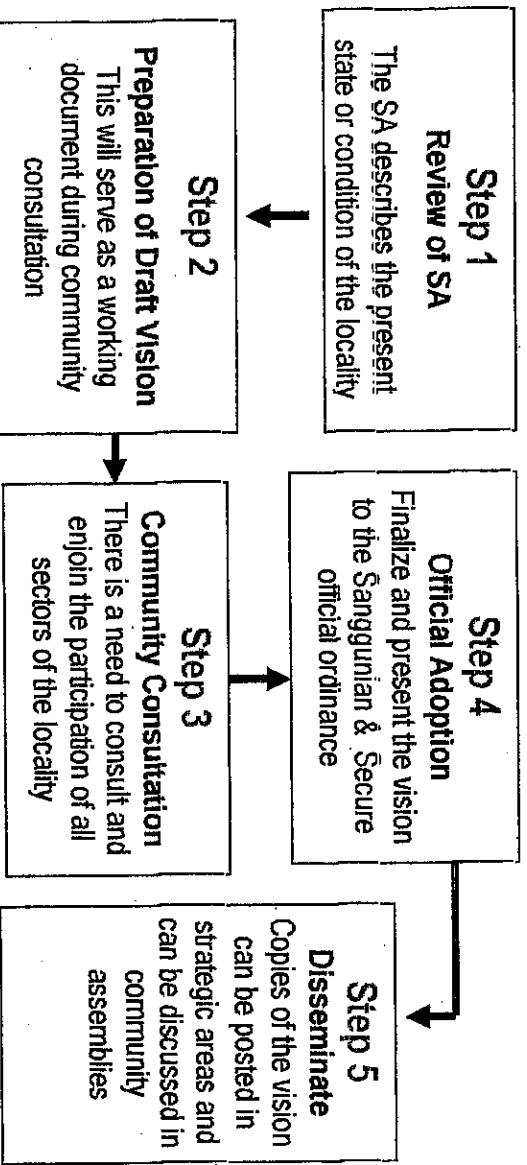 Step 1
Review of SA
The SA describes the present
state or condition of the locality
Step 2
Preparation of Draft Vision
This will serve as a working
document during community
consultation
Step 3
Community Consultation
There is a need to consult and
enjoin the participation of all
sectors of the locality
Step 4
Official Adoption
Finalize and present the vision
to the Sanggunian & Secure
official ordinance
Step 5
Disseminate
Copies of the vision
can be posted in
strategic areas and
can be discussed in
community
assemblies